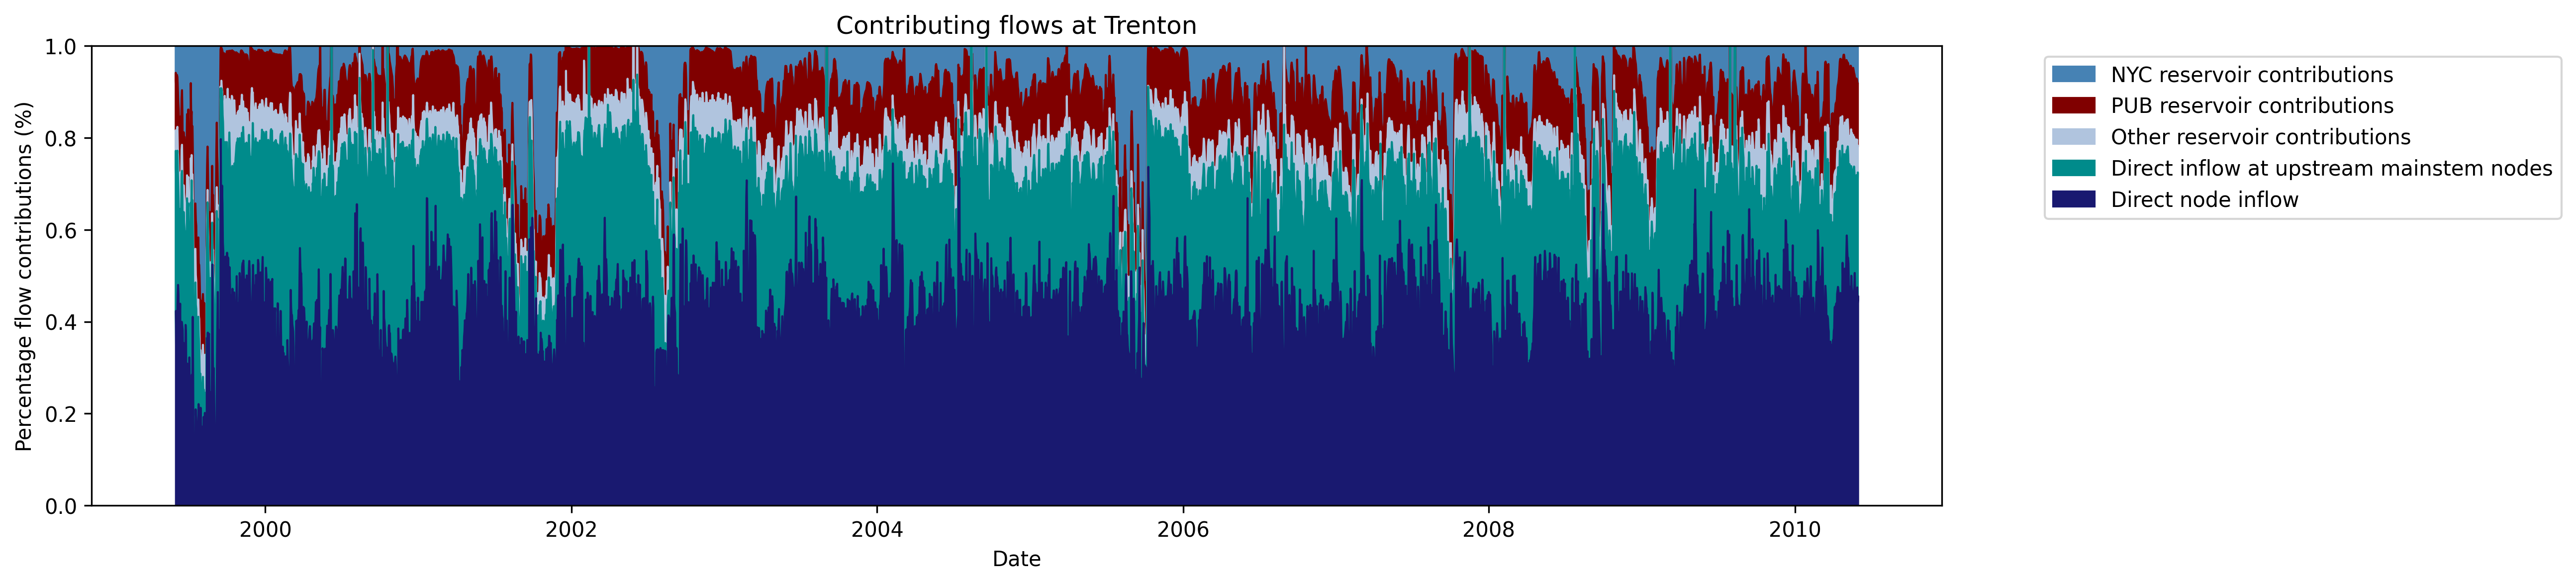 Contributing flows at Trenton
Percentage flow contributions (%)
1.0
0.8
0.6
0.4
0.2
0.0
2000 2002 2004 2006 2008 2010
Date
NYC reservoir contributions
PUB reservoir contributions
Other reservoir contributions
Direct inflow at upstream mainstem nodes
Direct node inflow